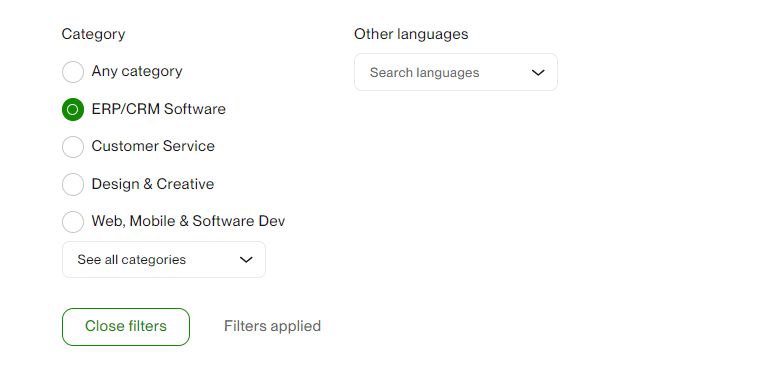 Category
Any category
ERP/CRM Software
Customer Service
Design & Creative
Web, Mobile & Software Dev
See all categories
Other languages
Search languages
Close filters
Filters applied